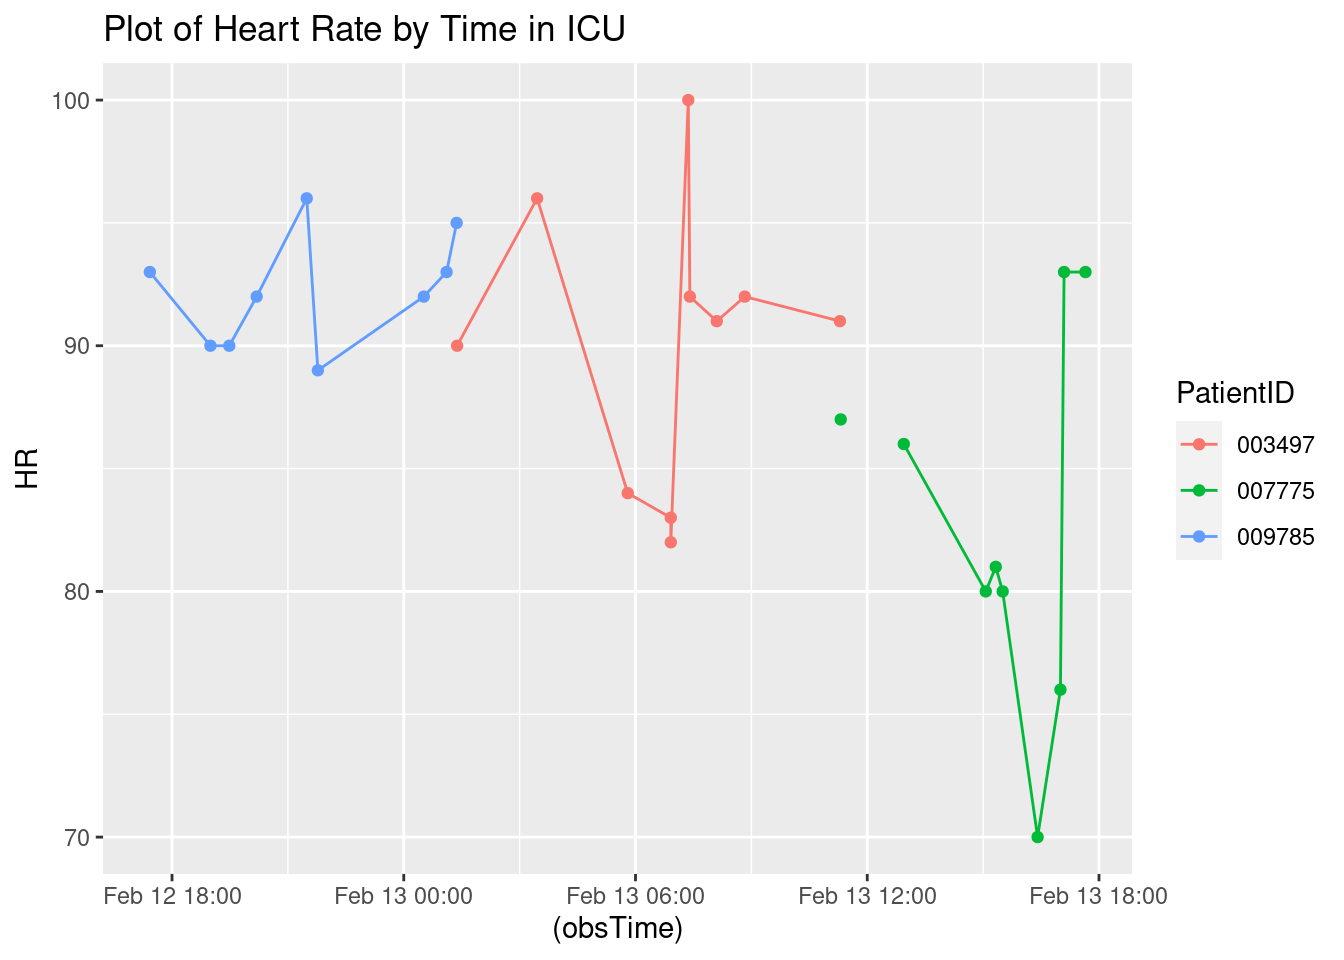 Plot of Heart Rate by Time in ICU
100
90
80
70
HR
Feb 12 18:00 Feb 13 00:00 Feb 13 06:00 Feb 13 12:00 Feb 13 18:00
(obsTime)
PatientID
003497
007775
009785